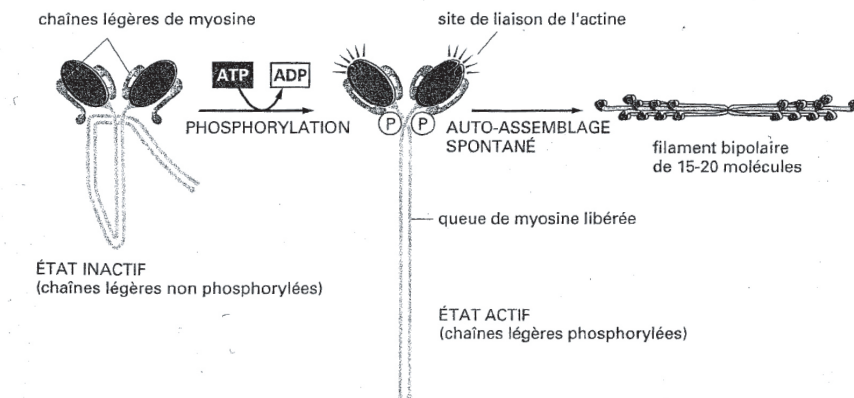 chaînes légères de myosine
site de liaison de l'actine
ATP
ADP
PHOSPHORYLATION
P
P
AUTO-ASSEMBLAGE
SPONTANÉ
filament bipolaire
de 15-20 molécules
queue de myosine libérée
ÉTAT INACTIF
(chaînes légères non phosphorylées)
ÉTAT ACTIF
(chaînes légères phosphorylées)